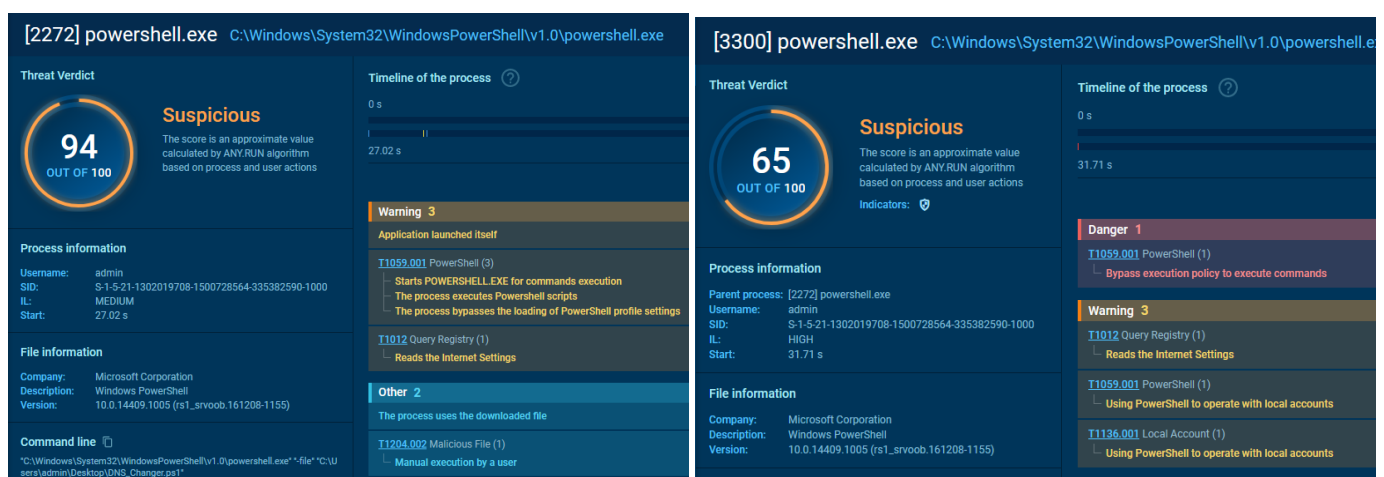 [2272] powershell.exe C:\Windows\System32\WindowsPowerShell\v1.0\powershell.exe
Threat Verdict
94
OUT OF 100
Suspicious
The score is an approximate value
calculated by ANY.RUN algorithm
based on process and user actions
Process information
Username: admin
SID: S-1-5-21-1302019708-1500728564-335382590-1000
IL: MEDIUM
Start: 27.02 s
File information
Company: Microsoft Corporation
Description: Windows PowerShell
Version: 10.0.14409.1005 (rs1_srvoob.161208-1155)
Command line
"C:\Windows\System32\WindowsPowerShell\v1.0\powershell.exe" "-file" "C:\U
sers\admin\Desktop\DNS_Changer.ps1"
Timeline of the process ?
0 s
27.02 s
Warning 3
Application launched itself
T1059.001 PowerShell (3)
Starts POWERSHELL.EXE for commands execution
The process executes Powershell scripts
The process bypasses the loading of PowerShell profile settings
T1012 Query Registry (1)
Reads the Internet Settings
Other 2
The process uses the downloaded file
T1204.002 Malicious File (1)
Manual execution by a user
[3300] powershell.exe C:\Windows\System32\WindowsPowerShell\v1.0\powershell.e
Threat Verdict
65
OUT OF 100
Suspicious
The score is an approximate value
calculated by ANY.RUN algorithm
based on process and user actions
Indicators:
Process information
Parent process: [2272] powershell.exe
Username: admin
SID: S-1-5-21-1302019708-1500728564-335382590-1000
IL: HIGH
Start: 31.71 s
File information
Company: Microsoft Corporation
Description: Windows PowerShell
Version: 10.0.14409.1005 (rs1_srvoob.161208-1155)
Timeline of the process ?
0 s
31.71 s
Danger 1
T1059.001 PowerShell (1)
Bypass execution policy to execute commands
Warning 3
T1012 Query Registry (1)
Reads the Internet Settings
T1059.001 PowerShell (1)
Using PowerShell to operate with local accounts
T1136.001 Local Account (1)
Using PowerShell to operate with local accounts